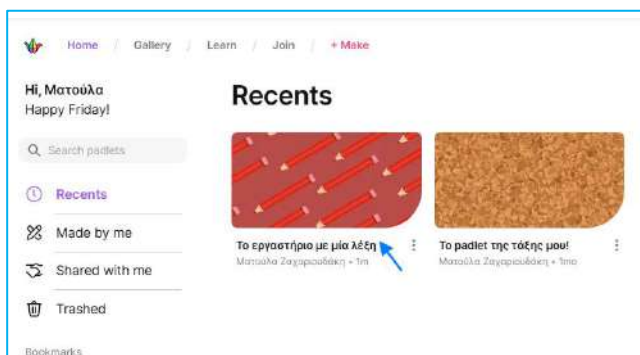 Home / Gallery / Learn / Join / + Make
Hi, Ματούλα
Happy Friday!
Recents
Search padlets
Recents
Made by me
Shared with me
Trashed
Bookmarks
Το εργαστήριο με μία λέξη
Ματούλα Ζαχαριουδάκη • 1m
Το padlet της τάξης μου!
Ματούλα Ζαχαριουδάκη • 1mo